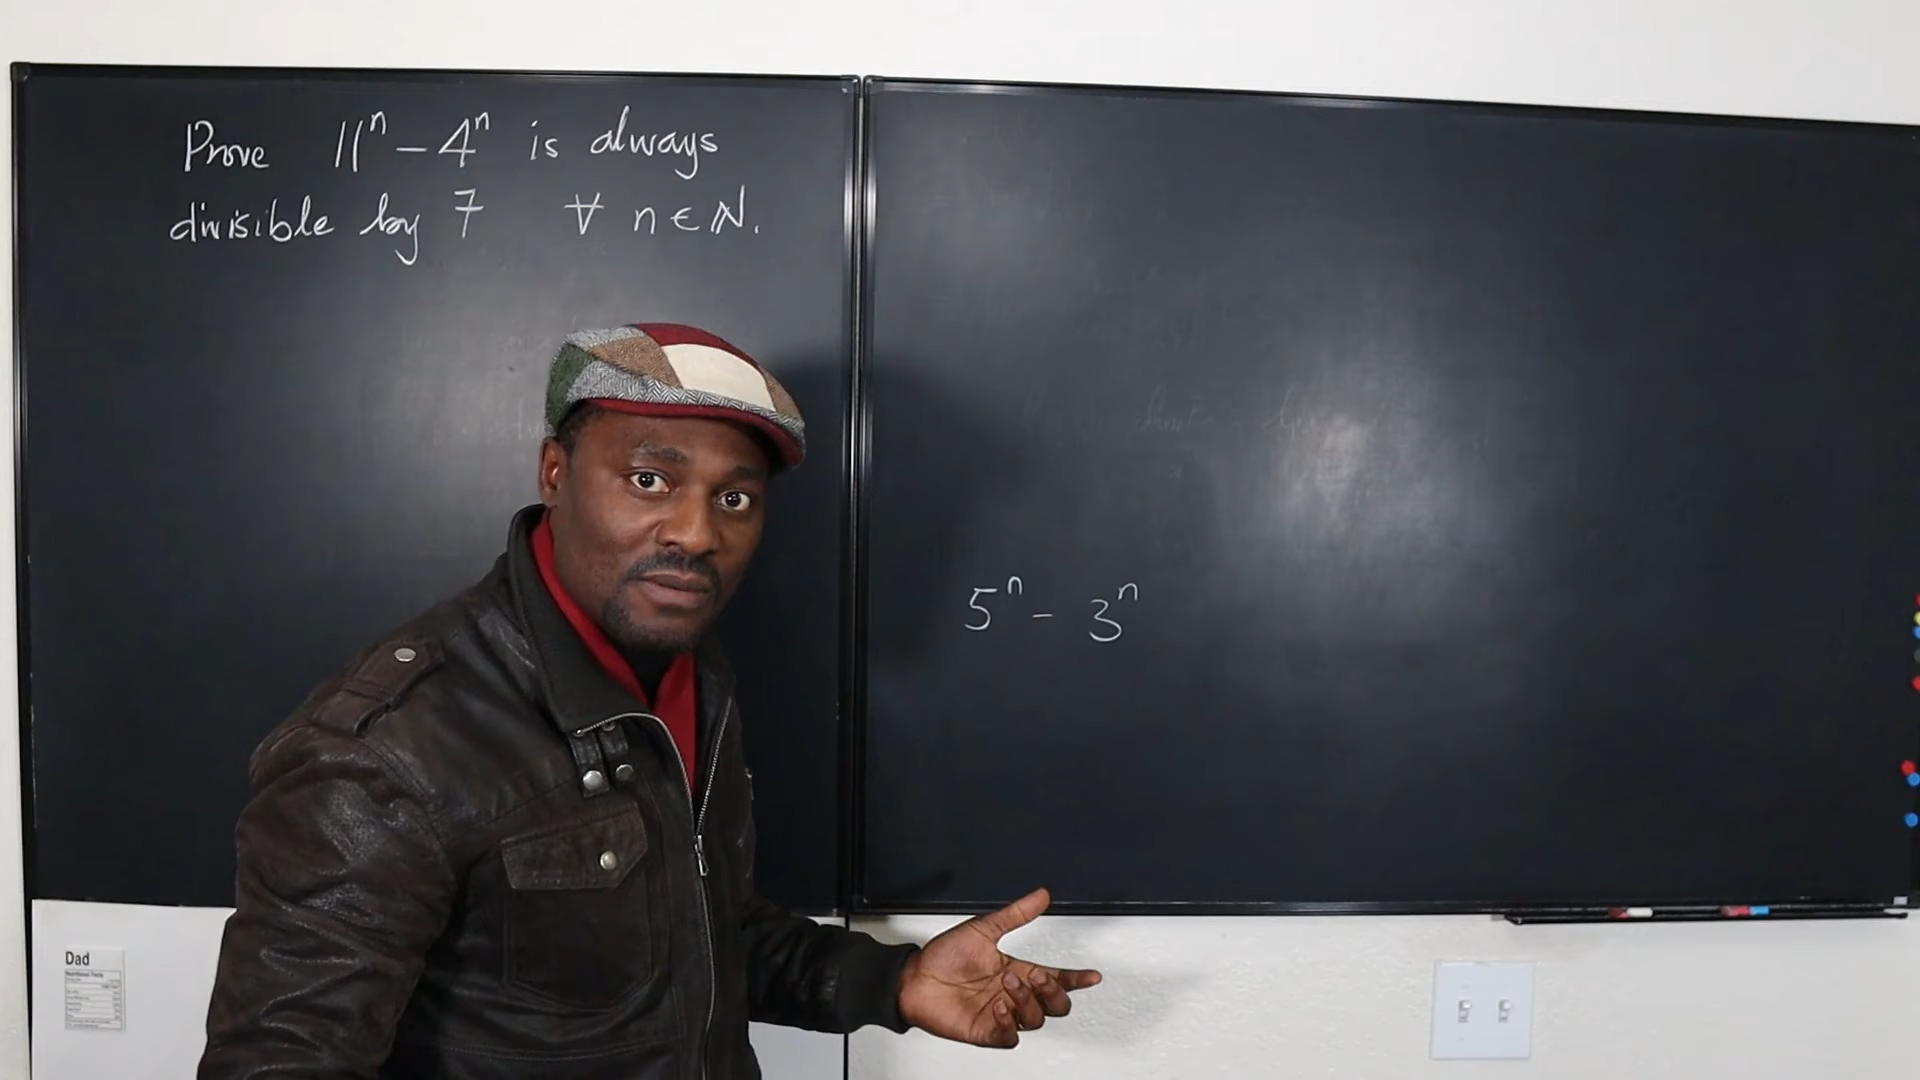 Prove 11ⁿ − 4ⁿ is always
divisible by 7 ∀ n ∈ ℕ.
5ⁿ − 3ⁿ
Dad